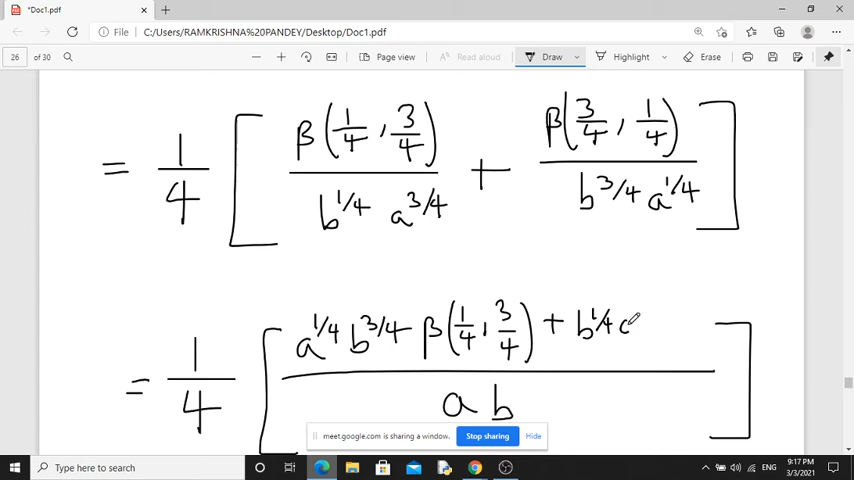 *Doc1.pdf
File C:/Users/RAMKRISHNA%20PANDEY/Desktop/Doc1.pdf
26 of 30 Page view Read aloud Draw Highlight Erase
= 1/4 [ β(1/4, 3/4) / b^1/4 a^3/4 + β(3/4, 1/4) / b^3/4 a^1/4 ]
= 1/4 [ a^1/4 b^3/4 β(1/4, 3/4) + b^1/4 / a b ]
meet.google.com is sharing a window. Stop sharing Hide
Type here to search ENG 9:17 PM
3/3/2021